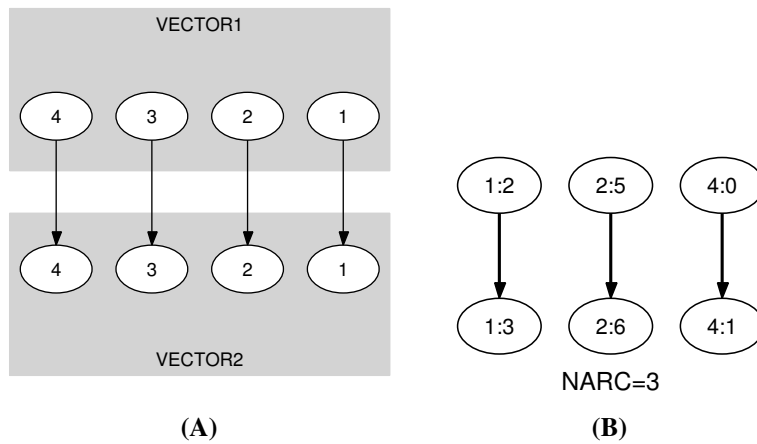 VECTOR1
4 3 2 1
4 3 2 1
VECTOR2
1:2 2:5 4:0
1:3 2:6 4:1
NARC=3
(A) (B)